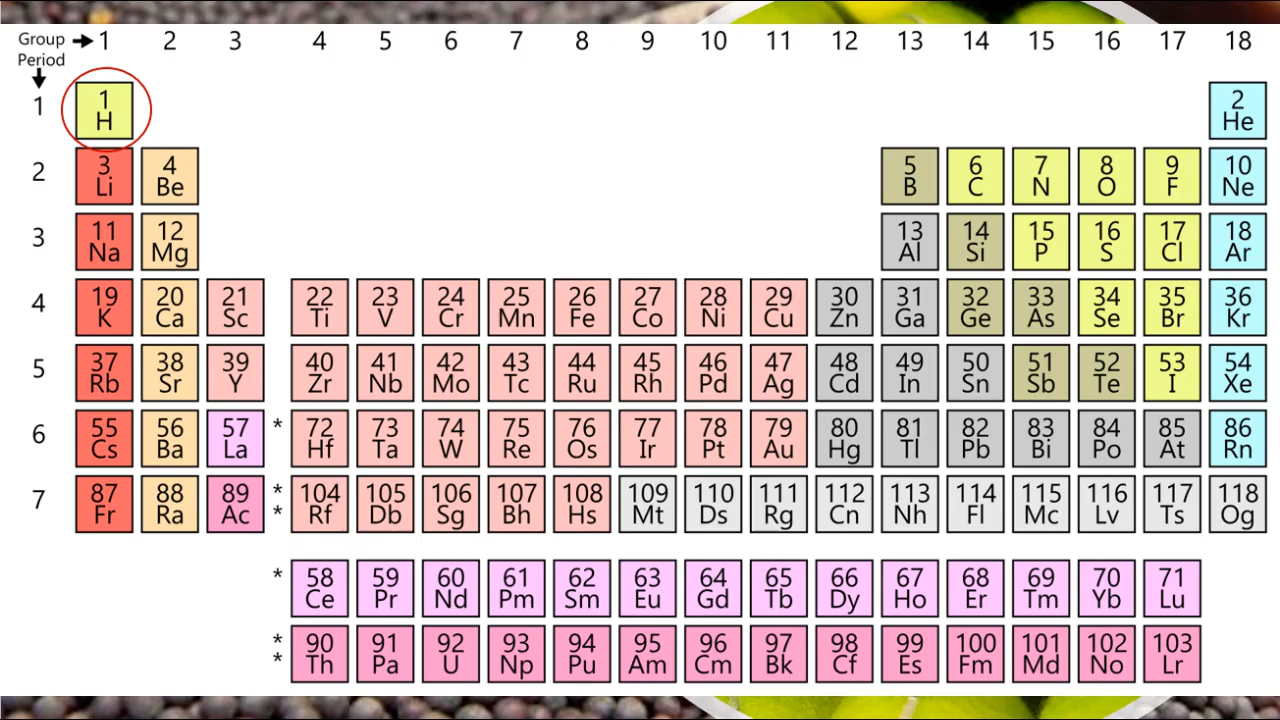 Group → 1 2 3 4 5 6 7 8 9 10 11 12 13 14 15 16 17 18
Period
↓
1 1 2
H He
2 3 4 5 6 7 8 9 10
Li Be B C N O F Ne
3 11 12 13 14 15 16 17 18
Na Mg Al Si P S Cl Ar
4 19 20 21 22 23 24 25 26 27 28 29 30 31 32 33 34 35 36
K Ca Sc Ti V Cr Mn Fe Co Ni Cu Zn Ga Ge As Se Br Kr
5 37 38 39 40 41 42 43 44 45 46 47 48 49 50 51 52 53 54
Rb Sr Y Zr Nb Mo Tc Ru Rh Pd Ag Cd In Sn Sb Te I Xe
6 55 56 57 * 72 73 74 75 76 77 78 79 80 81 82 83 84 85 86
Cs Ba La Hf Ta W Re Os Ir Pt Au Hg Tl Pb Bi Po At Rn
7 87 88 89 * 104 105 106 107 108 109 110 111 112 113 114 115 116 117 118
Fr Ra Ac * Rf Db Sg Bh Hs Mt Ds Rg Cn Nh Fl Mc Lv Ts Og
* 58 59 60 61 62 63 64 65 66 67 68 69 70 71
Ce Pr Nd Pm Sm Eu Gd Tb Dy Ho Er Tm Yb Lu
* 90 91 92 93 94 95 96 97 98 99 100 101 102 103
* Th Pa U Np Pu Am Cm Bk Cf Es Fm Md No Lr